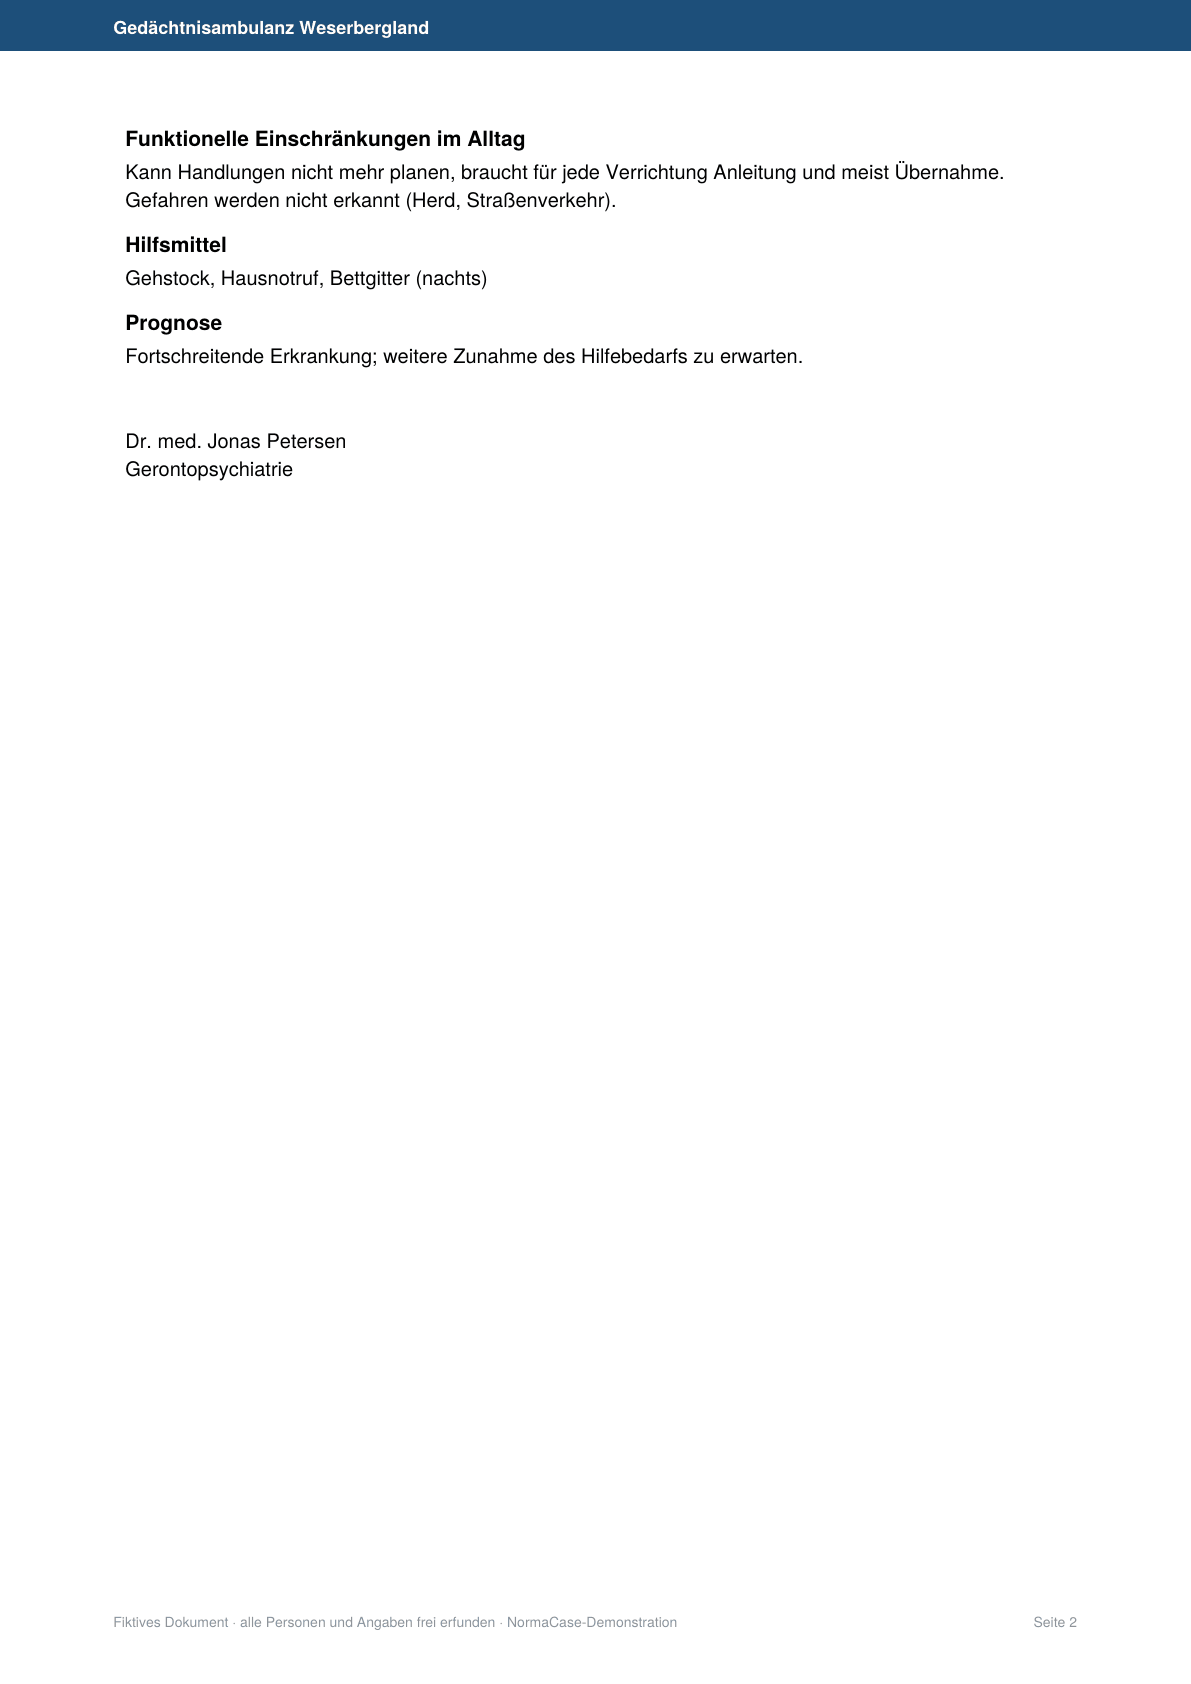 Gedächtnisambulanz Weserbergland
Funktionelle Einschränkungen im Alltag
Kann Handlungen nicht mehr planen, braucht für jede Verrichtung Anleitung und meist Übernahme.
Gefahren werden nicht erkannt (Herd, Straßenverkehr).
Hilfsmittel
Gehstock, Hausnotruf, Bettgitter (nachts)
Prognose
Fortschreitende Erkrankung; weitere Zunahme des Hilfebedarfs zu erwarten.
Dr. med. Jonas Petersen
Gerontopsychiatrie
Fiktives Dokument · alle Personen und Angaben frei erfunden · NormaCase-Demonstration Seite 2